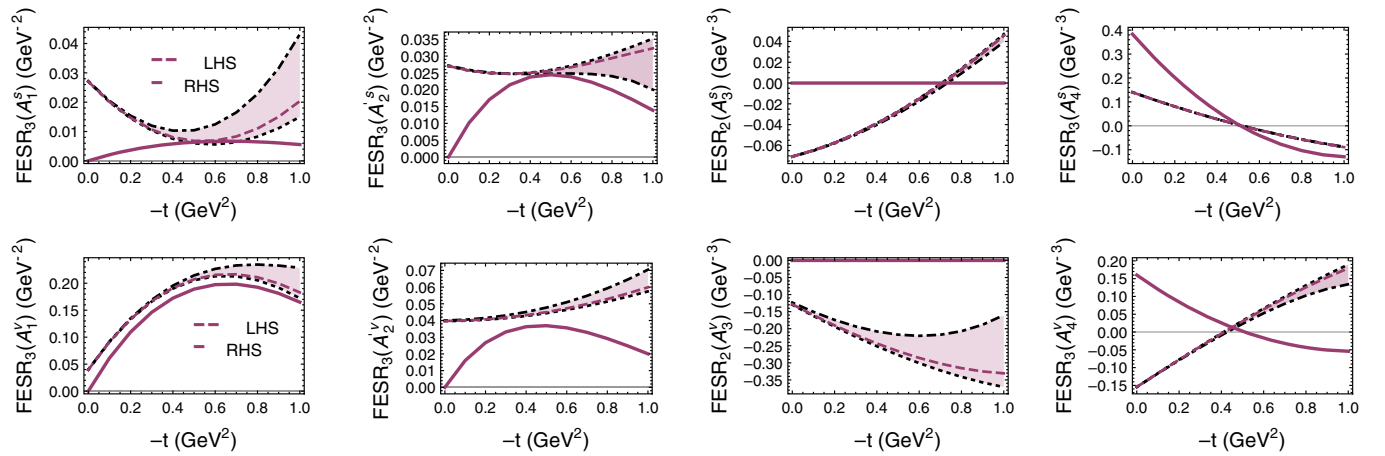 FESR₃(A₁ˢ) (GeV⁻²)
0.04
0.03
0.02
0.01
0.00
LHS
RHS
0.0 0.2 0.4 0.6 0.8 1.0
−t (GeV²)
FESR₃(A₂'ˢ) (GeV⁻²)
0.035
0.030
0.025
0.020
0.015
0.010
0.005
0.000
0.0 0.2 0.4 0.6 0.8 1.0
−t (GeV²)
FESR₂(A₃ˢ) (GeV⁻³)
0.04
0.02
0.00
−0.02
−0.04
−0.06
0.0 0.2 0.4 0.6 0.8 1.0
−t (GeV²)
FESR₃(A₄ˢ) (GeV⁻³)
0.4
0.3
0.2
0.1
0.0
−0.1
0.0 0.2 0.4 0.6 0.8 1.0
−t (GeV²)
FESR₃(A₁ᵛ) (GeV⁻²)
0.20
0.15
0.10
0.05
0.00
LHS
RHS
0.0 0.2 0.4 0.6 0.8 1.0
−t (GeV²)
FESR₃(A₂'ᵛ) (GeV⁻²)
0.07
0.06
0.05
0.04
0.03
0.02
0.01
0.00
0.0 0.2 0.4 0.6 0.8 1.0
−t (GeV²)
FESR₂(A₃ᵛ) (GeV⁻³)
0.00
−0.05
−0.10
−0.15
−0.20
−0.25
−0.30
−0.35
0.0 0.2 0.4 0.6 0.8 1.0
−t (GeV²)
FESR₃(A₄ᵛ) (GeV⁻³)
0.20
0.15
0.10
0.05
0.00
−0.05
−0.10
−0.15
0.0 0.2 0.4 0.6 0.8 1.0
−t (GeV²)